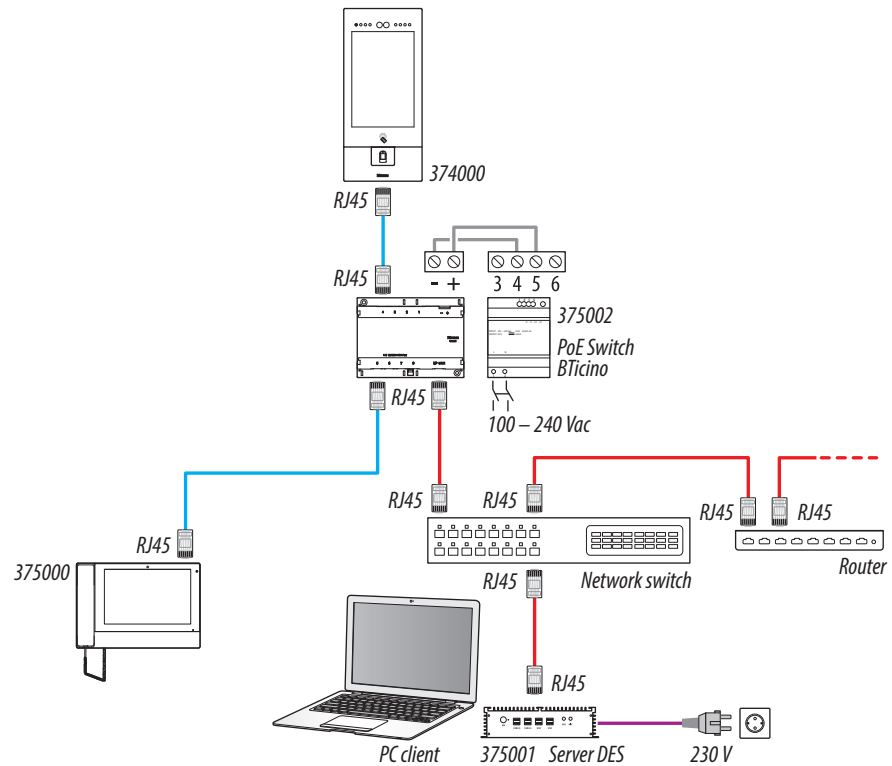 374000
RJ45
RJ45
- +
3 4 5 6
375002
PoE Switch
BTicino
RJ45
100 – 240 Vac
RJ45
RJ45
RJ45
RJ45
RJ45
375000
RJ45
Network switch
Router
RJ45
PC client
375001 Server DES
230 V